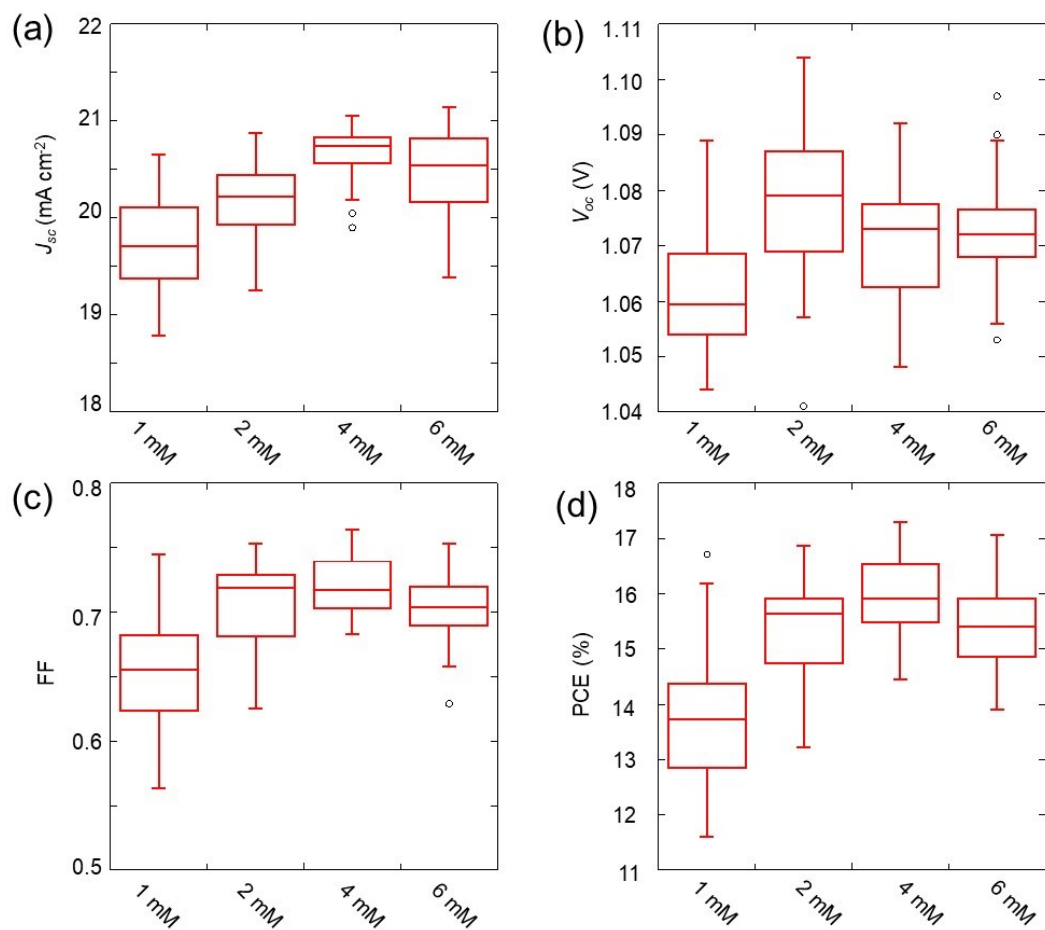 (a)
22
21
20
19
18
J_sc (mA cm⁻²)
1 mM
2 mM
4 mM
6 mM
(b)
1.11
1.10
1.09
1.08
1.07
1.06
1.05
1.04
V_oc (V)
1 mM
2 mM
4 mM
6 mM
(c)
0.8
0.7
0.6
0.5
FF
1 mM
2 mM
4 mM
6 mM
(d)
18
17
16
15
14
13
12
11
PCE (%)
1 mM
2 mM
4 mM
6 mM